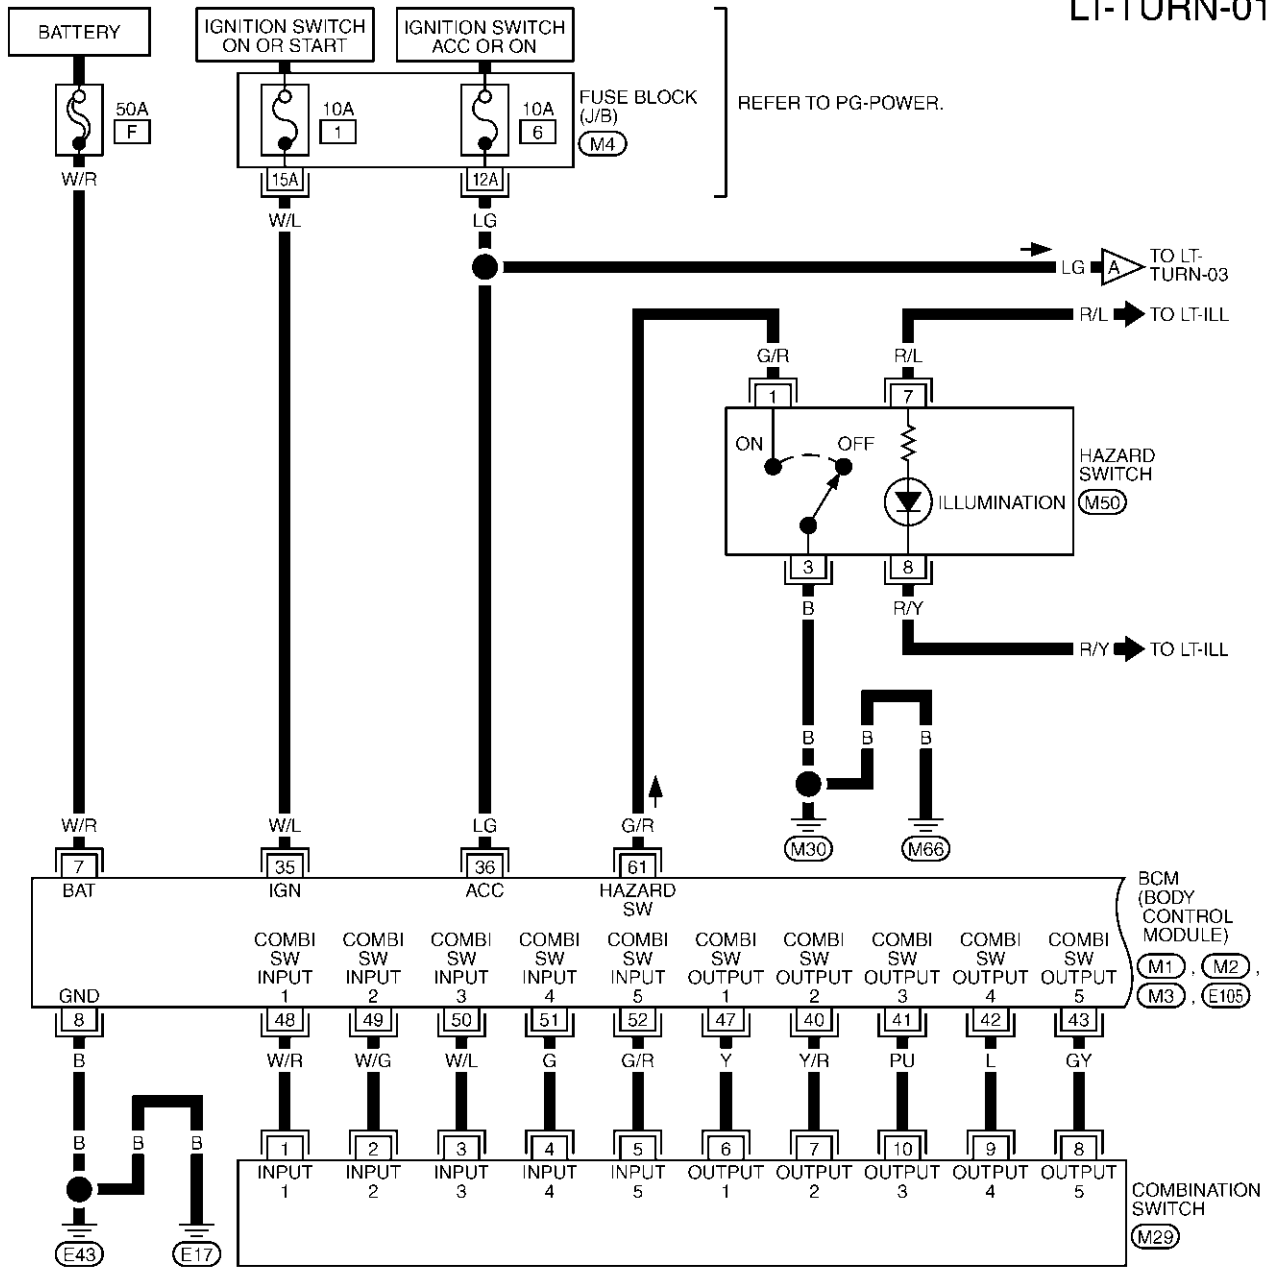 LT-TURN-01
BATTERY
IGNITION SWITCH
ON OR START
IGNITION SWITCH
ACC OR ON
50A
F
10A
1
10A
6
FUSE BLOCK
(J/B)
M4
REFER TO PG-POWER.
W/R
15A
12A
W/L
LG
LG
A
TO LT-
TURN-03
R/L
TO LT-ILL
G/R
R/L
1
7
ON
OFF
ILLUMINATION
HAZARD
SWITCH
M50
3
8
B
R/Y
R/Y
TO LT-ILL
B
B
B
W/R
W/L
LG
G/R
M30
M66
7
35
36
61
BAT
IGN
ACC
HAZARD
SW
BCM
(BODY
CONTROL
MODULE)
M1 , M2 ,
M3 , E105
COMBI
SW
INPUT
1
COMBI
SW
INPUT
2
COMBI
SW
INPUT
3
COMBI
SW
INPUT
4
COMBI
SW
INPUT
5
COMBI
SW
OUTPUT
1
COMBI
SW
OUTPUT
2
COMBI
SW
OUTPUT
3
COMBI
SW
OUTPUT
4
COMBI
SW
OUTPUT
5
GND
8
48
49
50
51
52
47
40
41
42
43
B
W/R
W/G
W/L
G
G/R
Y
Y/R
PU
L
GY
B
B
B
1
2
3
4
5
6
7
10
9
8
INPUT
1
INPUT
2
INPUT
3
INPUT
4
INPUT
5
OUTPUT
1
OUTPUT
2
OUTPUT
3
OUTPUT
4
OUTPUT
5
COMBINATION
SWITCH
M29
E43
E17